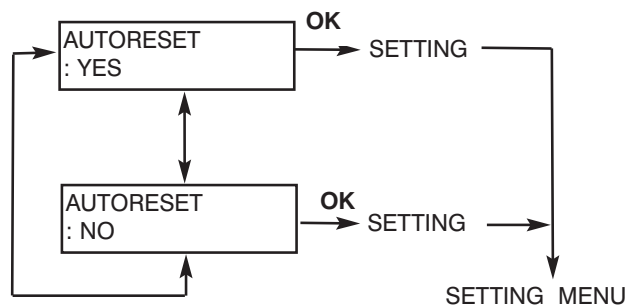 OK
AUTORESET
: YES
SETTING
AUTORESET
: NO
OK
SETTING
SETTING MENU